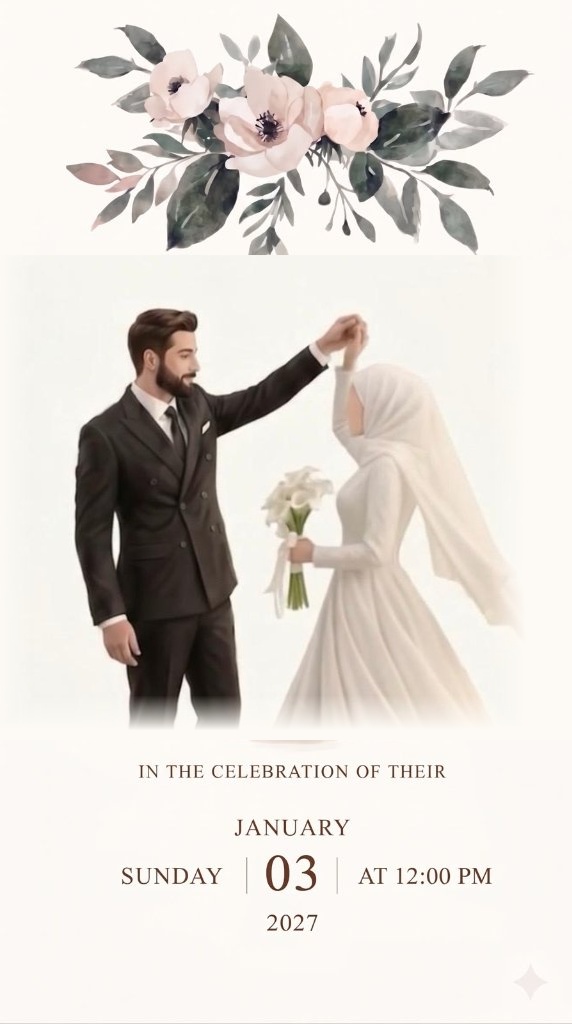 IN THE CELEBRATION OF THEIR
JANUARY
SUNDAY 03 AT 12:00 PM
2027